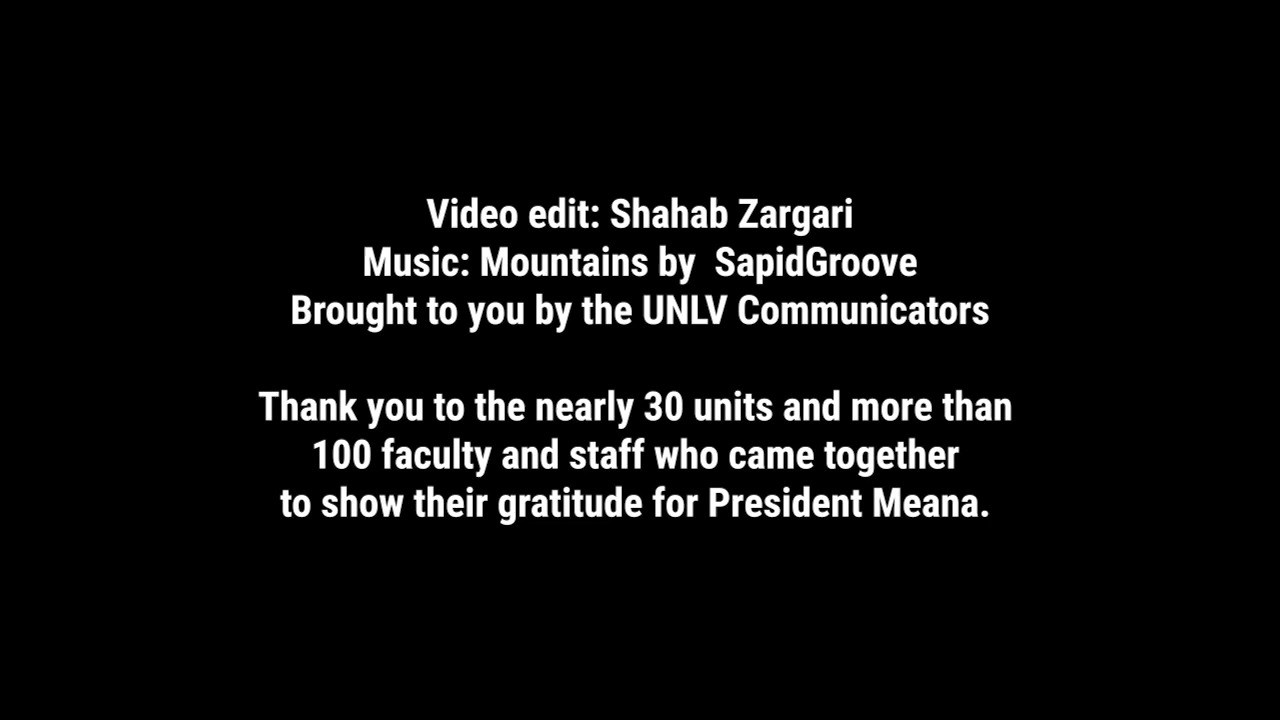 Video edit: Shahab Zargari
Music: Mountains by  SapidGroove
Brought to you by the UNLV Communicators
Thank you to the nearly 30 units and more than
100 faculty and staff who came together
to show their gratitude for President Meana.